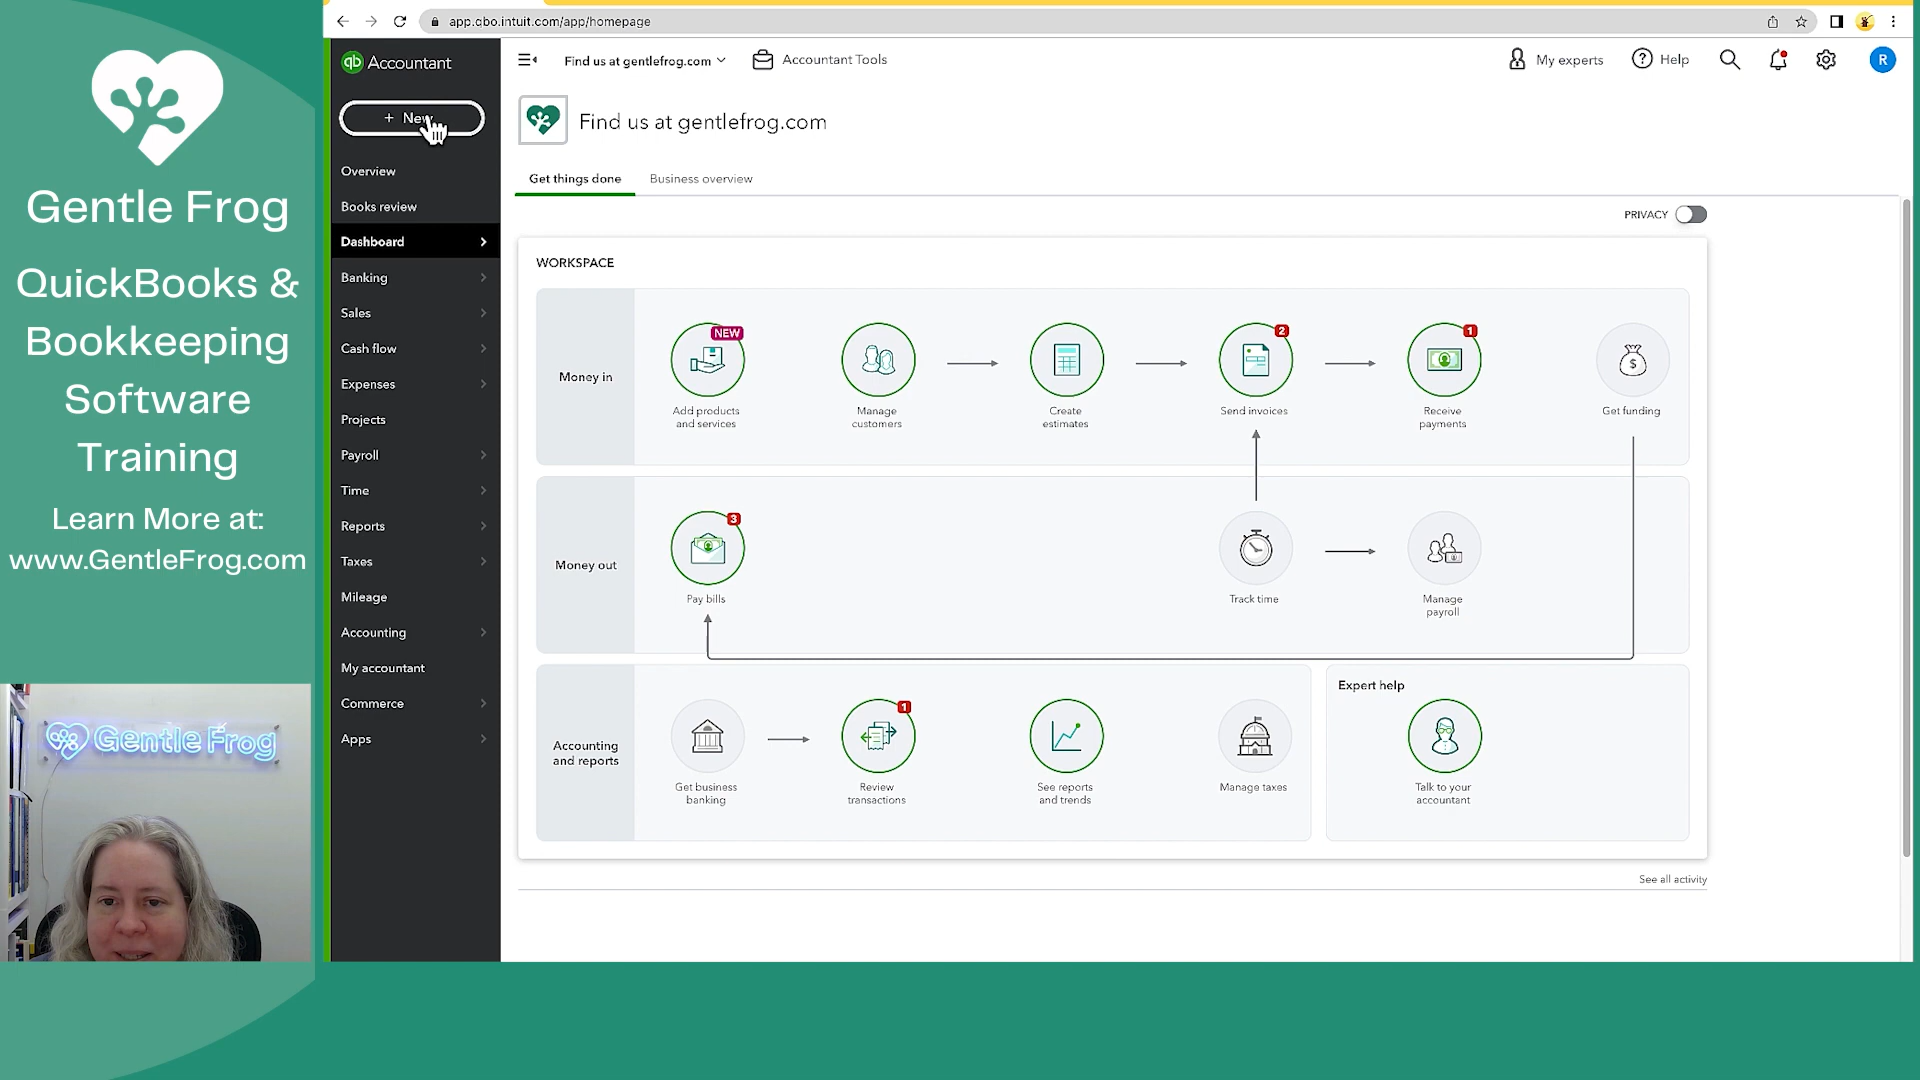 Gentle Frog
QuickBooks &
Bookkeeping
Software
Training
Learn More at:
www.GentleFrog.com
Gentle Frog
app.qbo.intuit.com/app/homepage
qb Accountant
+ New
Overview
Books review
Dashboard
Banking
Sales
Cash flow
Expenses
Projects
Payroll
Time
Reports
Taxes
Mileage
Accounting
My accountant
Commerce
Apps
Find us at gentlefrog.com
Accountant Tools
My experts
Help
R
Find us at gentlefrog.com
Get things done
Business overview
PRIVACY
WORKSPACE
Money in
NEW
Add products
and services
Manage
customers
Create
estimates
2
Send invoices
1
Receive
payments
Get funding
Money out
3
Pay bills
Track time
Manage
payroll
Accounting
and reports
Get business
banking
1
Review
transactions
See reports
and trends
Manage taxes
Expert help
Talk to your
accountant
See all activity